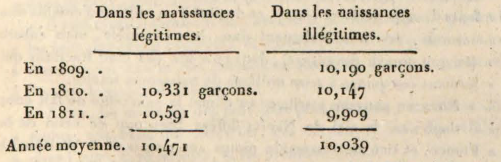 Dans les naissances Dans les naissances
légitimes. illégitimes.
En 1809. . 10,190 garçons.
En 1810. . 10,331 garçons. 10,147
En 1811. . 10,591 9,909
Année moyenne. 10,471 10,039